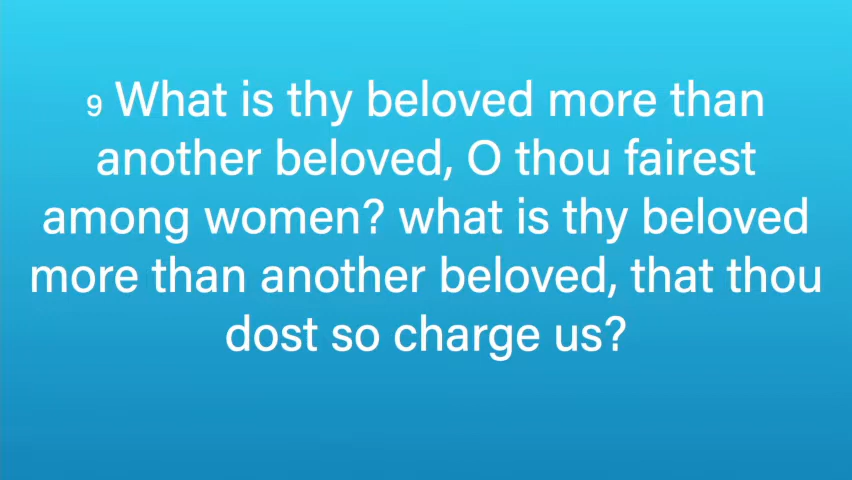 9 What is thy beloved more than
another beloved, O thou fairest
among women? what is thy beloved
more than another beloved, that thou
dost so charge us?